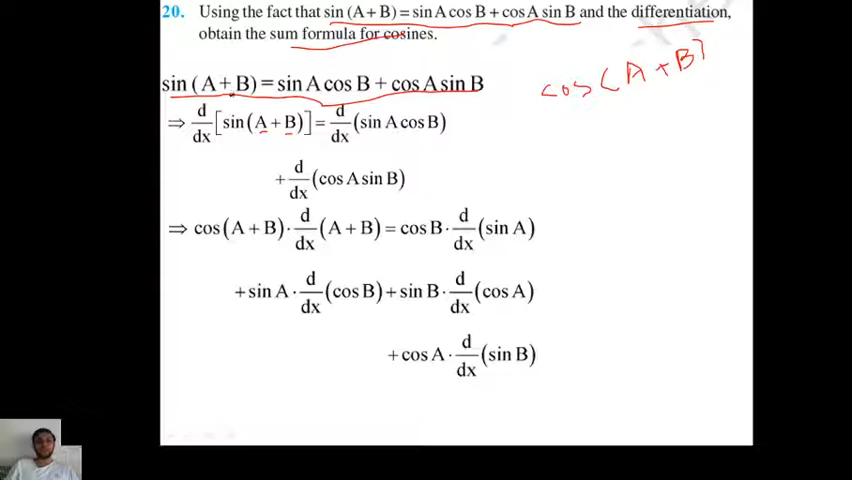 20. Using the fact that sin (A+B) = sin A cos B + cos A sin B and the differentiation,
obtain the sum formula for cosines.
cos (A+B)
sin (A+B) = sin A cos B + cos A sin B
⇒ d/dx [sin(A+B)] = d/dx (sin A cos B)
+ d/dx (cos A sin B)
⇒ cos(A+B) · d/dx (A+B) = cos B · d/dx (sin A)
+ sin A · d/dx (cos B) + sin B · d/dx (cos A)
+ cos A · d/dx (sin B)